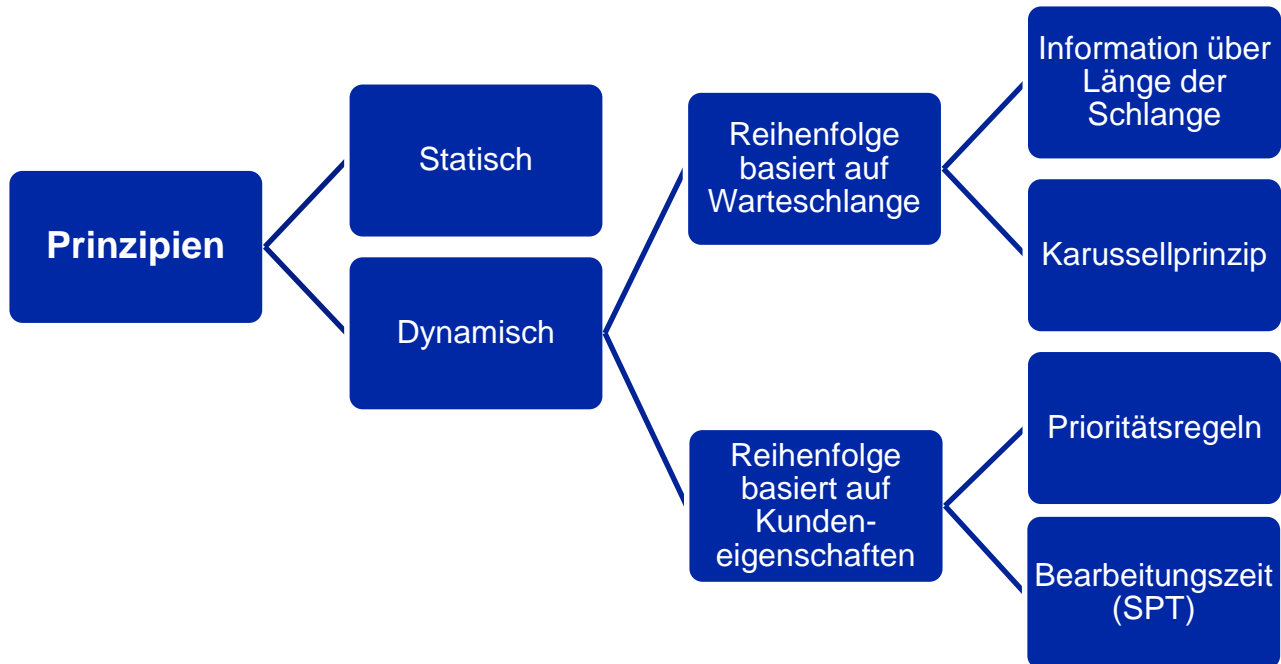 Prinzipien
Statisch
Dynamisch
Reihenfolge
basiert auf
Warteschlange
Reihenfolge
basiert auf
Kunden-
eigenschaften
Information über
Länge der
Schlange
Karussellprinzip
Prioritätsregeln
Bearbeitungszeit
(SPT)